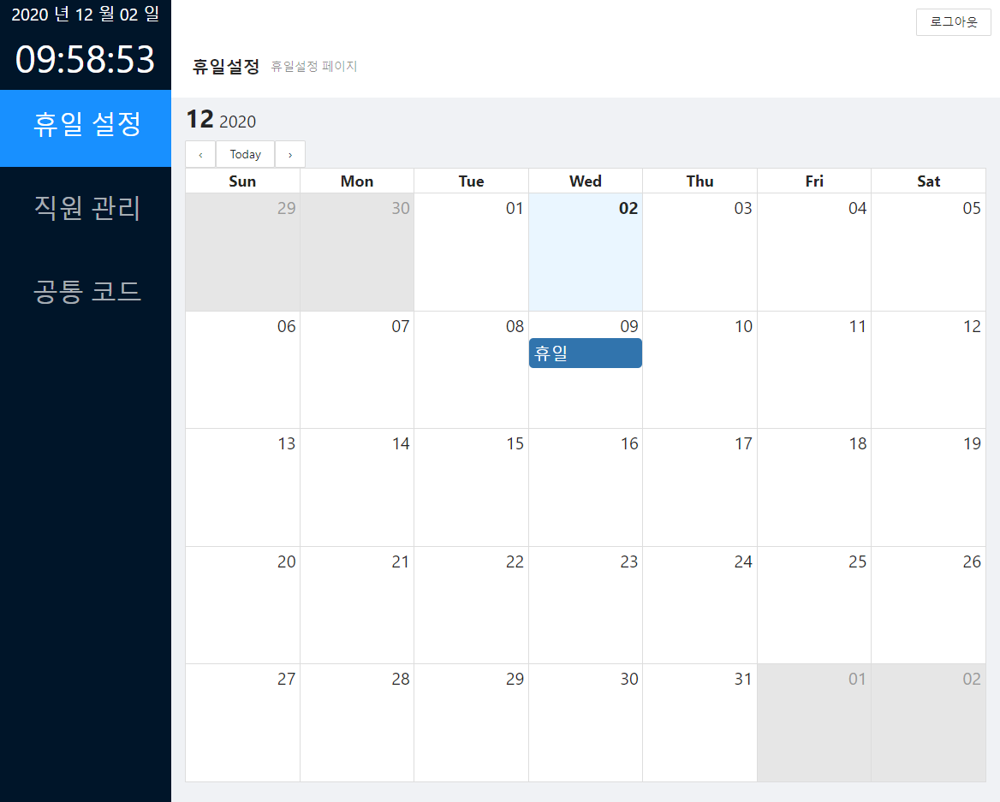 2020 년 12 월 02 일
09:58:53
휴일 설정
직원 관리
공통 코드
로그아웃
휴일설정 휴일설정 페이지
12 2020
‹ Today ›
Sun Mon Tue Wed Thu Fri Sat
29 30 01 02 03 04 05
06 07 08 09 10 11 12
휴일
13 14 15 16 17 18 19
20 21 22 23 24 25 26
27 28 29 30 31 01 02